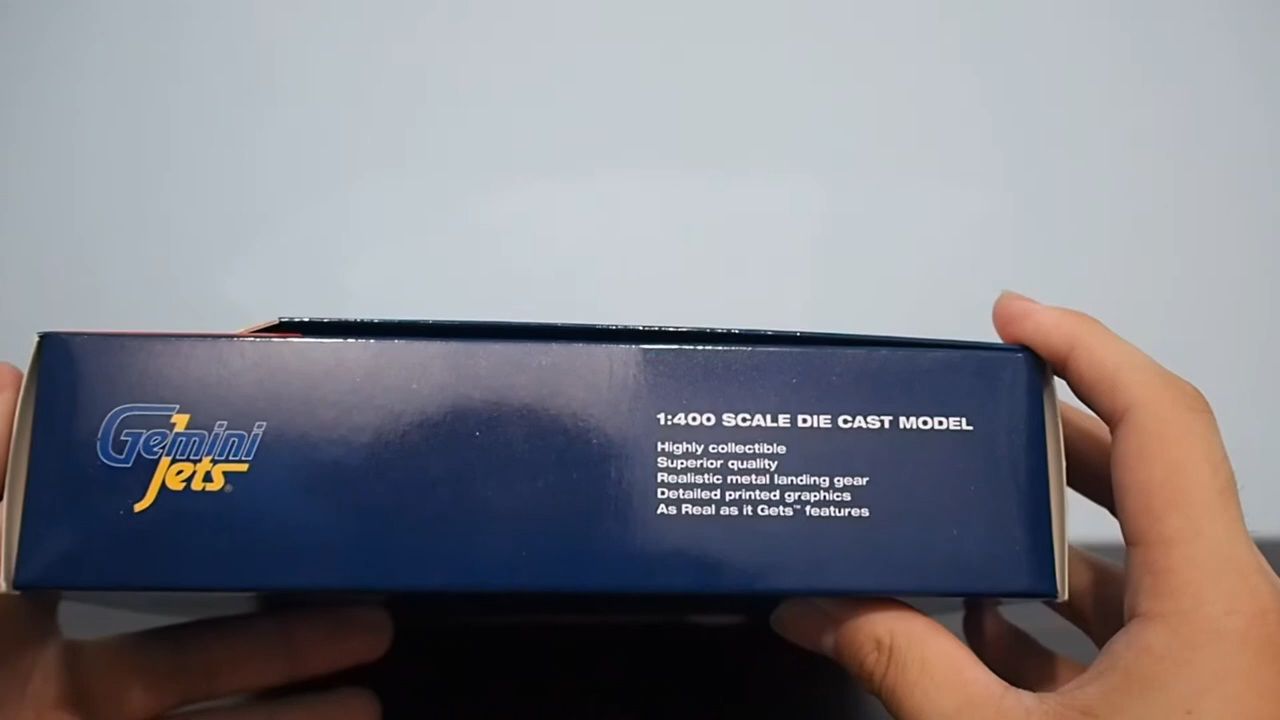 Gemini
Jets
1:400 SCALE DIE CAST MODEL
Highly collectible
Superior quality
Realistic metal landing gear
Detailed printed graphics
As Real as it Gets™ features